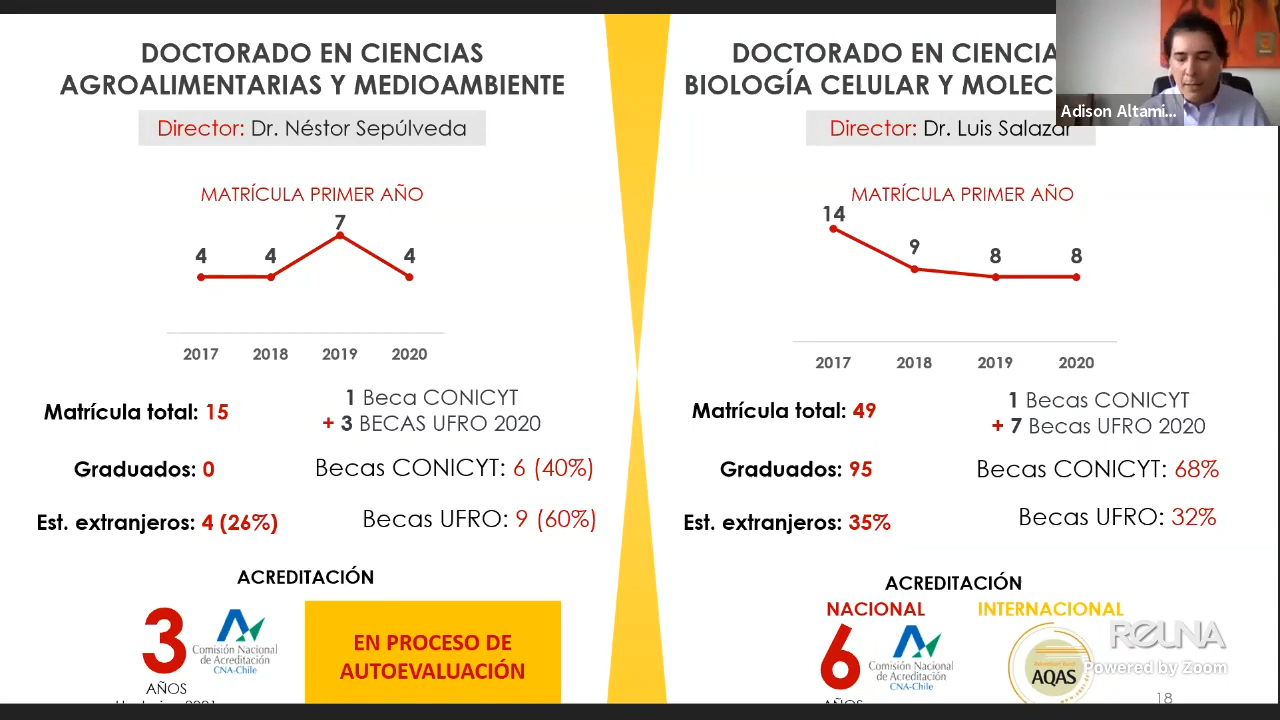 DOCTORADO EN CIENCIAS
AGROALIMENTARIAS Y MEDIOAMBIENTE
Director: Dr. Néstor Sepúlveda
MATRÍCULA PRIMER AÑO
4
4
7
4
2017
2018
2019
2020
Matrícula total: 15
1 Beca CONICYT
+ 3 BECAS UFRO 2020
Graduados: 0
Becas CONICYT: 6 (40%)
Est. extranjeros: 4 (26%)
Becas UFRO: 9 (60%)
ACREDITACIÓN
3
AÑOS
Comisión Nacional
de Acreditación
CNA-Chile
EN PROCESO DE
AUTOEVALUACIÓN
DOCTORADO EN
BIOLOGÍA CELULAR Y
Director: Dr. Luis Salazar
MATRÍCULA PRIMER AÑO
14
9
8
8
2017
2018
2019
2020
Matrícula total: 49
1 Becas CONICYT
+ 7 Becas UFRO 2020
Graduados: 95
Becas CONICYT: 68%
Est. extranjeros: 35%
Becas UFRO: 32%
ACREDITACIÓN
NACIONAL
INTERNACIONAL
6
AÑOS
Comisión Nacional
de Acreditación
CNA-Chile
AQAS
18
Adison Altami...
REUNA
Powered by Zoom